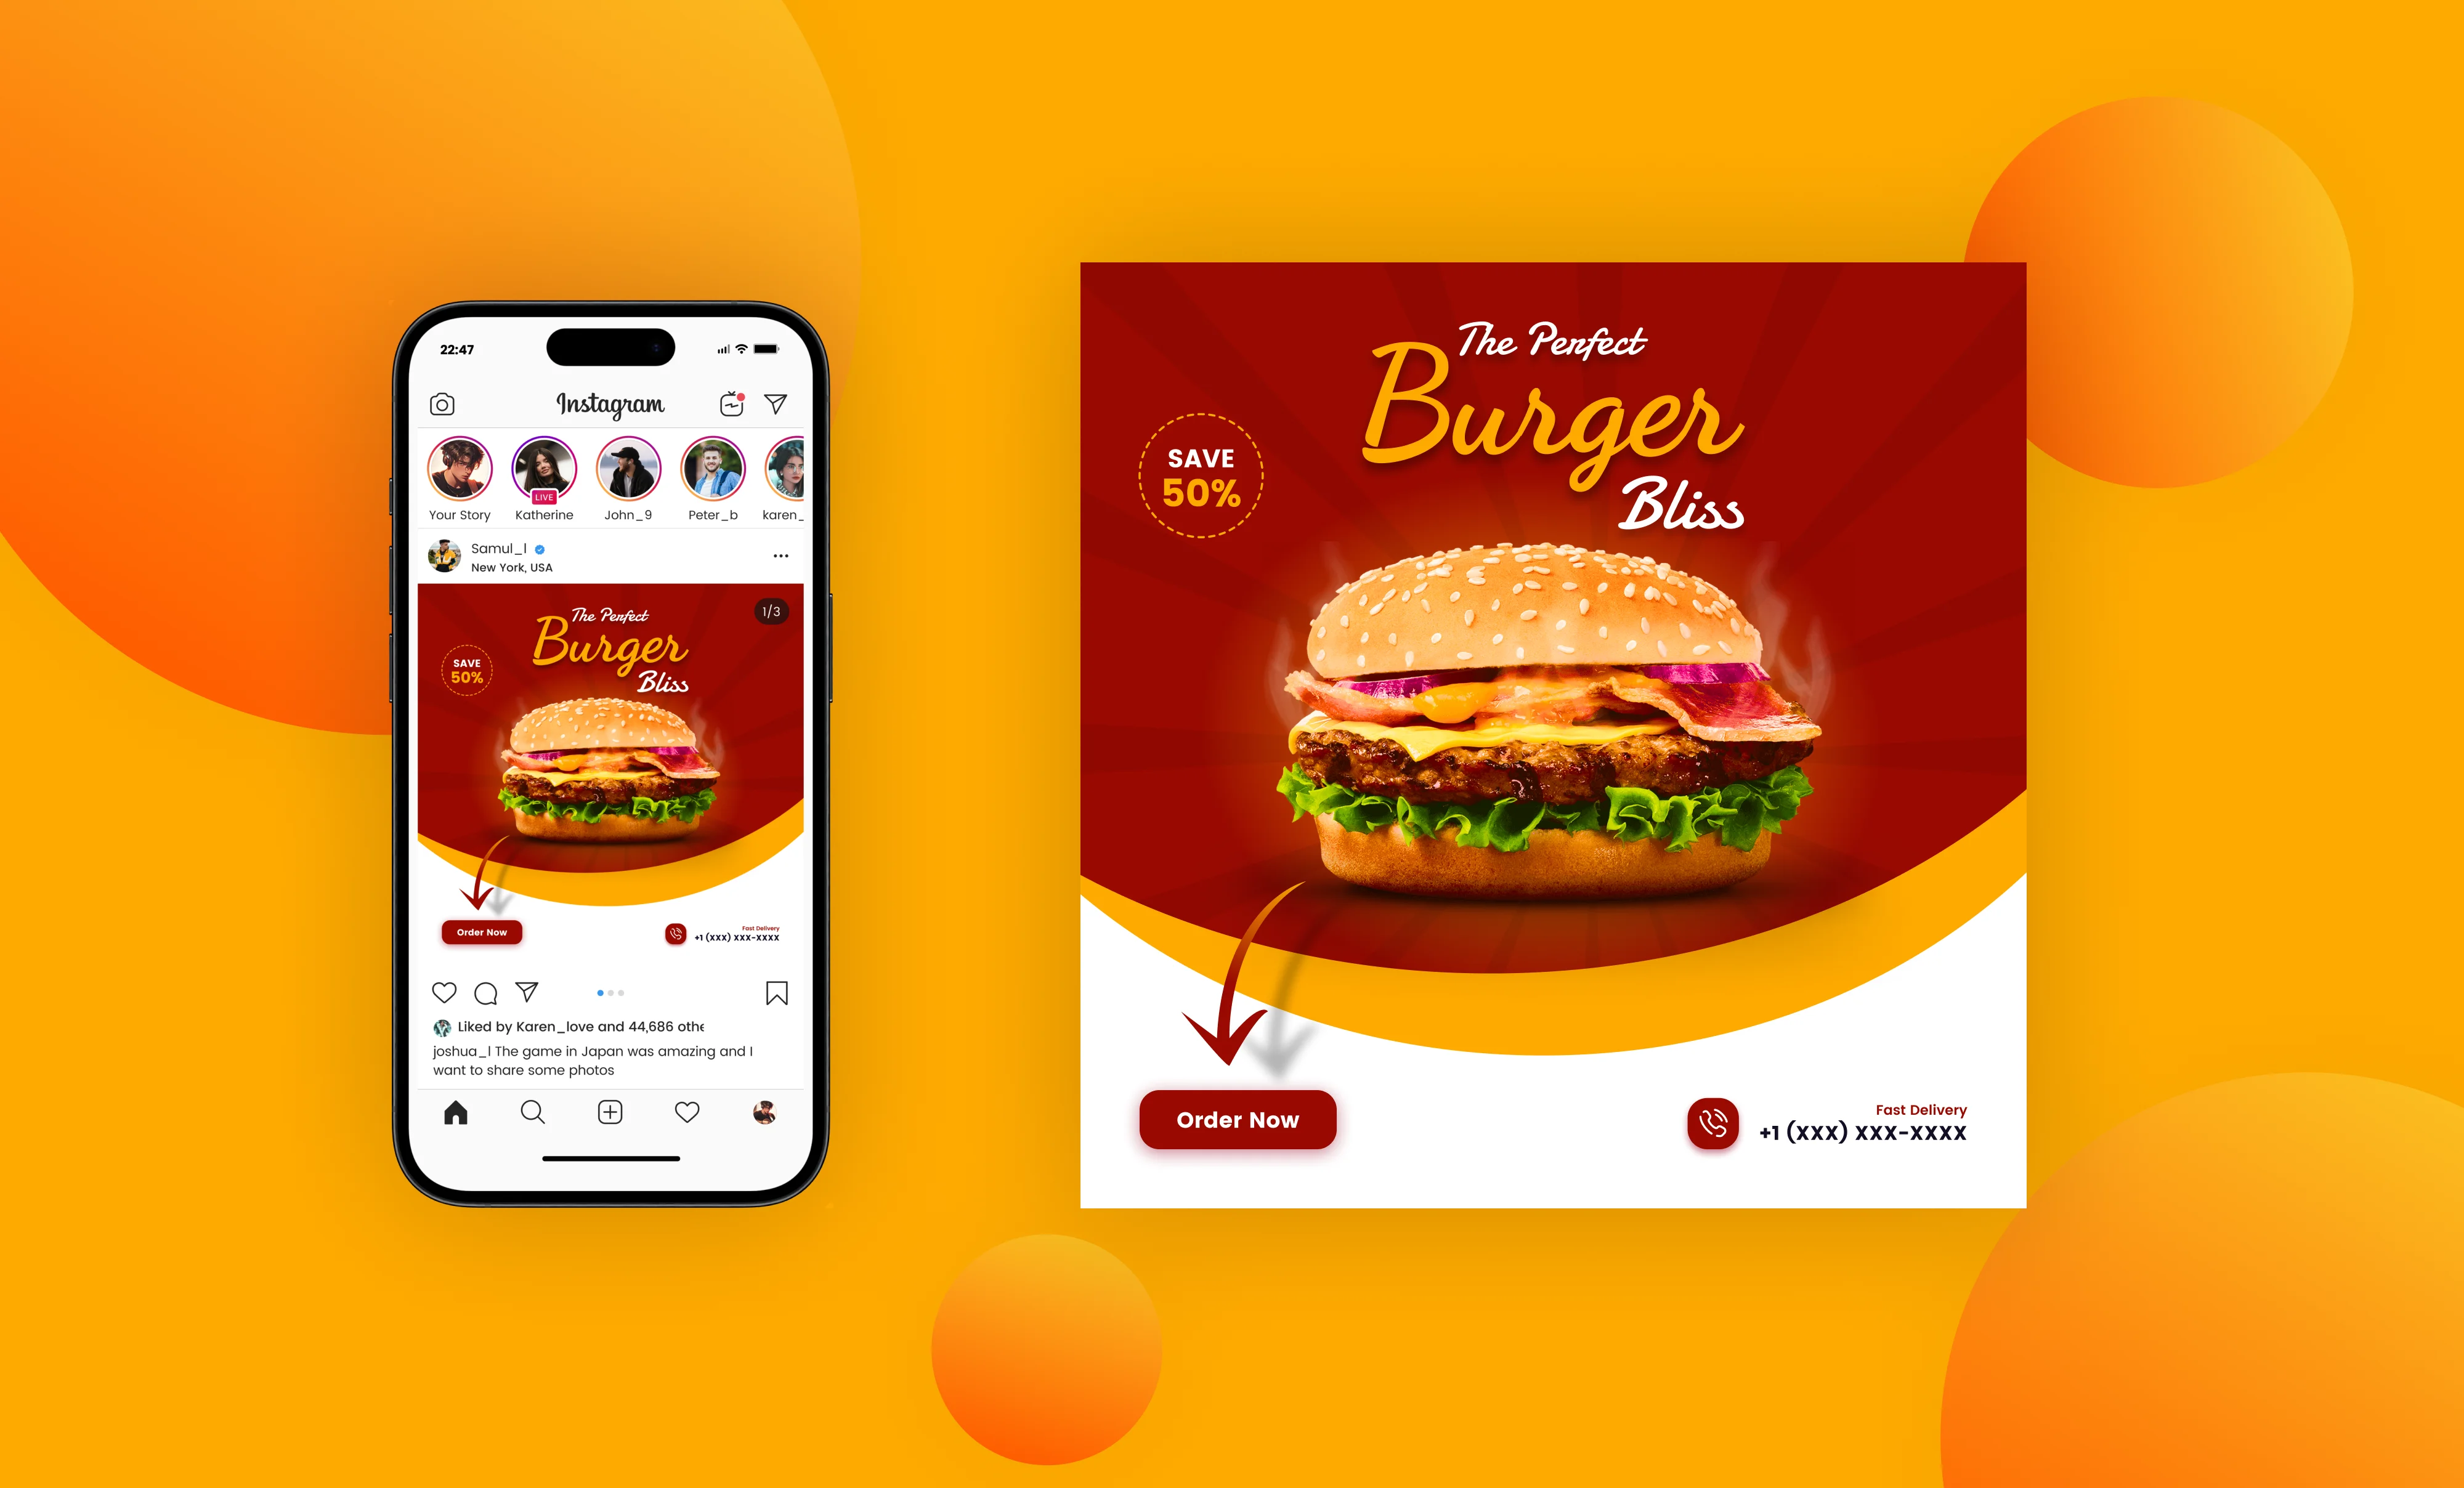 22:47
Instagram
LIVE
Your Story
Katherine
John_9
Peter_b
karen_
Samul_l
New York, USA
1/3
The Perfect
Burger
Bliss
SAVE
50%
Order Now
Fast Delivery
+1 (XXX) XXX-XXXX
Liked by Karen_love and 44,686 othe
joshua_l The game in Japan was amazing and I
want to share some photos
The Perfect
Burger
Bliss
SAVE
50%
Order Now
Fast Delivery
+1 (XXX) XXX-XXXX